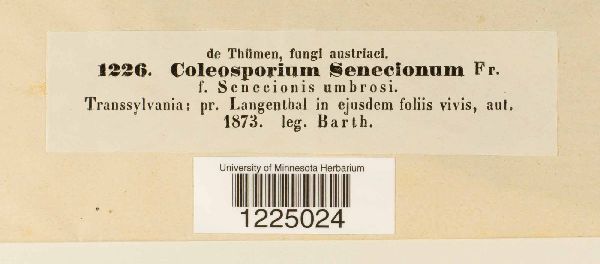 de Thümen, fungi austriaci.
1226. Coleosporium Senecionum Fr.
f. Senecionis umbrosi.
Transsylvania: pr. Langenthal in ejusdem foliis vivis, aut.
1873. leg. Barth.
University of Minnesota Herbarium
1225024